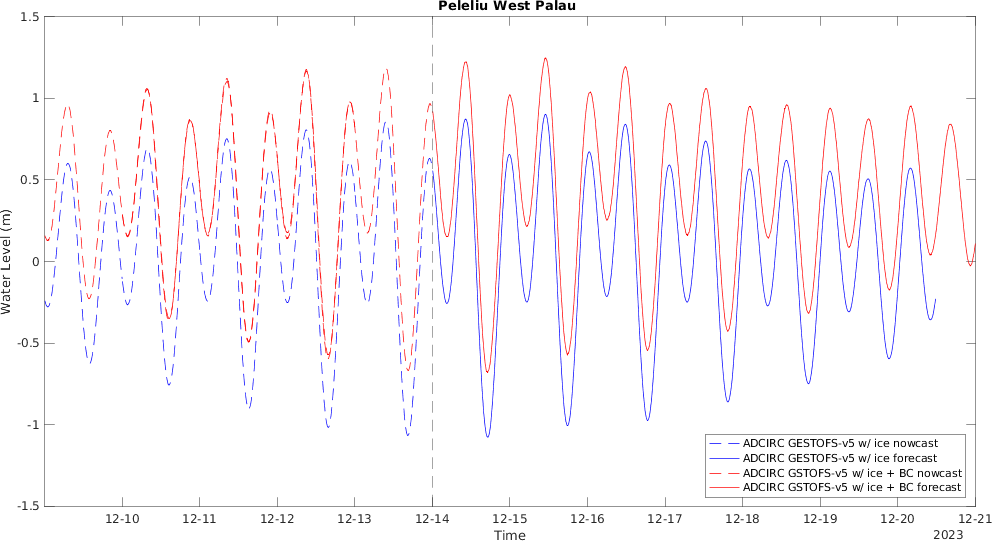 Peleliu West Palau
1.5
1
0.5
0
-0.5
-1
-1.5
Water Level (m)
ADCIRC GESTOFS-v5 w/ ice nowcast
ADCIRC GESTOFS-v5 w/ ice forecast
ADCIRC GSTOFS-v5 w/ ice + BC nowcast
ADCIRC GSTOFS-v5 w/ ice + BC forecast
12-10 12-11 12-12 12-13 12-14 12-15 12-16 12-17 12-18 12-19 12-20 12-21
Time
2023